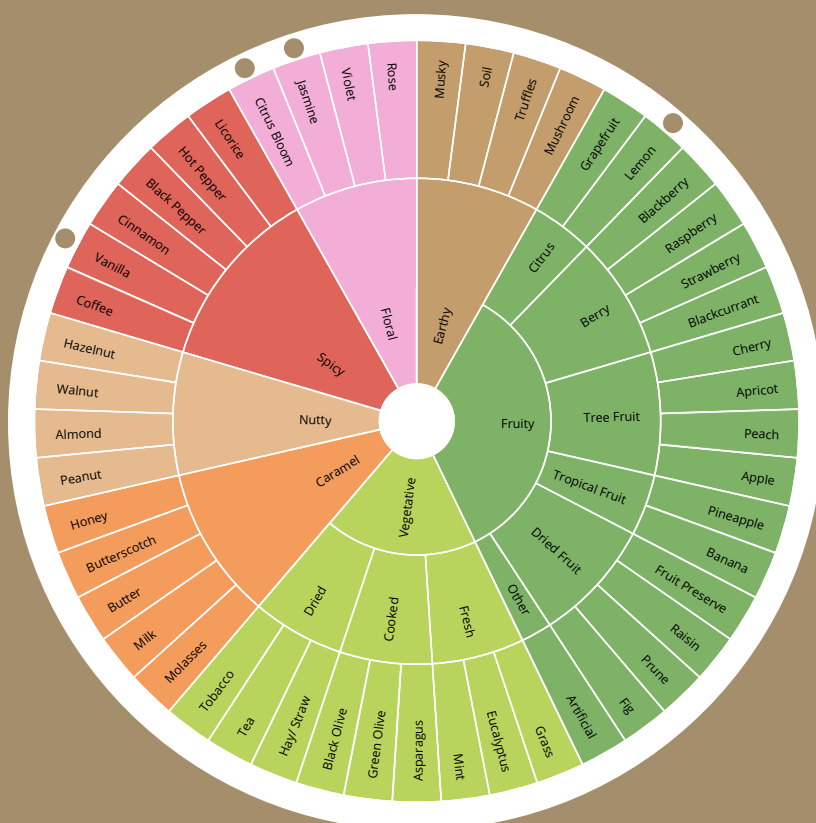 Musky
Soil
Truffles
Mushroom
Grapefruit
Lemon
Blackberry
Raspberry
Strawberry
Blackcurrant
Cherry
Apricot
Peach
Apple
Pineapple
Banana
Fruit Preserve
Raisin
Prune
Fig
Artificial
Grass
Eucalyptus
Mint
Asparagus
Green Olive
Black Olive
Hay/ Straw
Tea
Tobacco
Molasses
Milk
Butter
Butterscotch
Honey
Peanut
Almond
Walnut
Hazelnut
Coffee
Vanilla
Cinnamon
Black Pepper
Hot Pepper
Licorice
Citrus Bloom
Jasmine
Violet
Rose
Citrus
Berry
Tree Fruit
Tropical Fruit
Dried Fruit
Other
Fresh
Cooked
Dried
Earthy
Fruity
Vegetative
Caramel
Nutty
Spicy
Floral